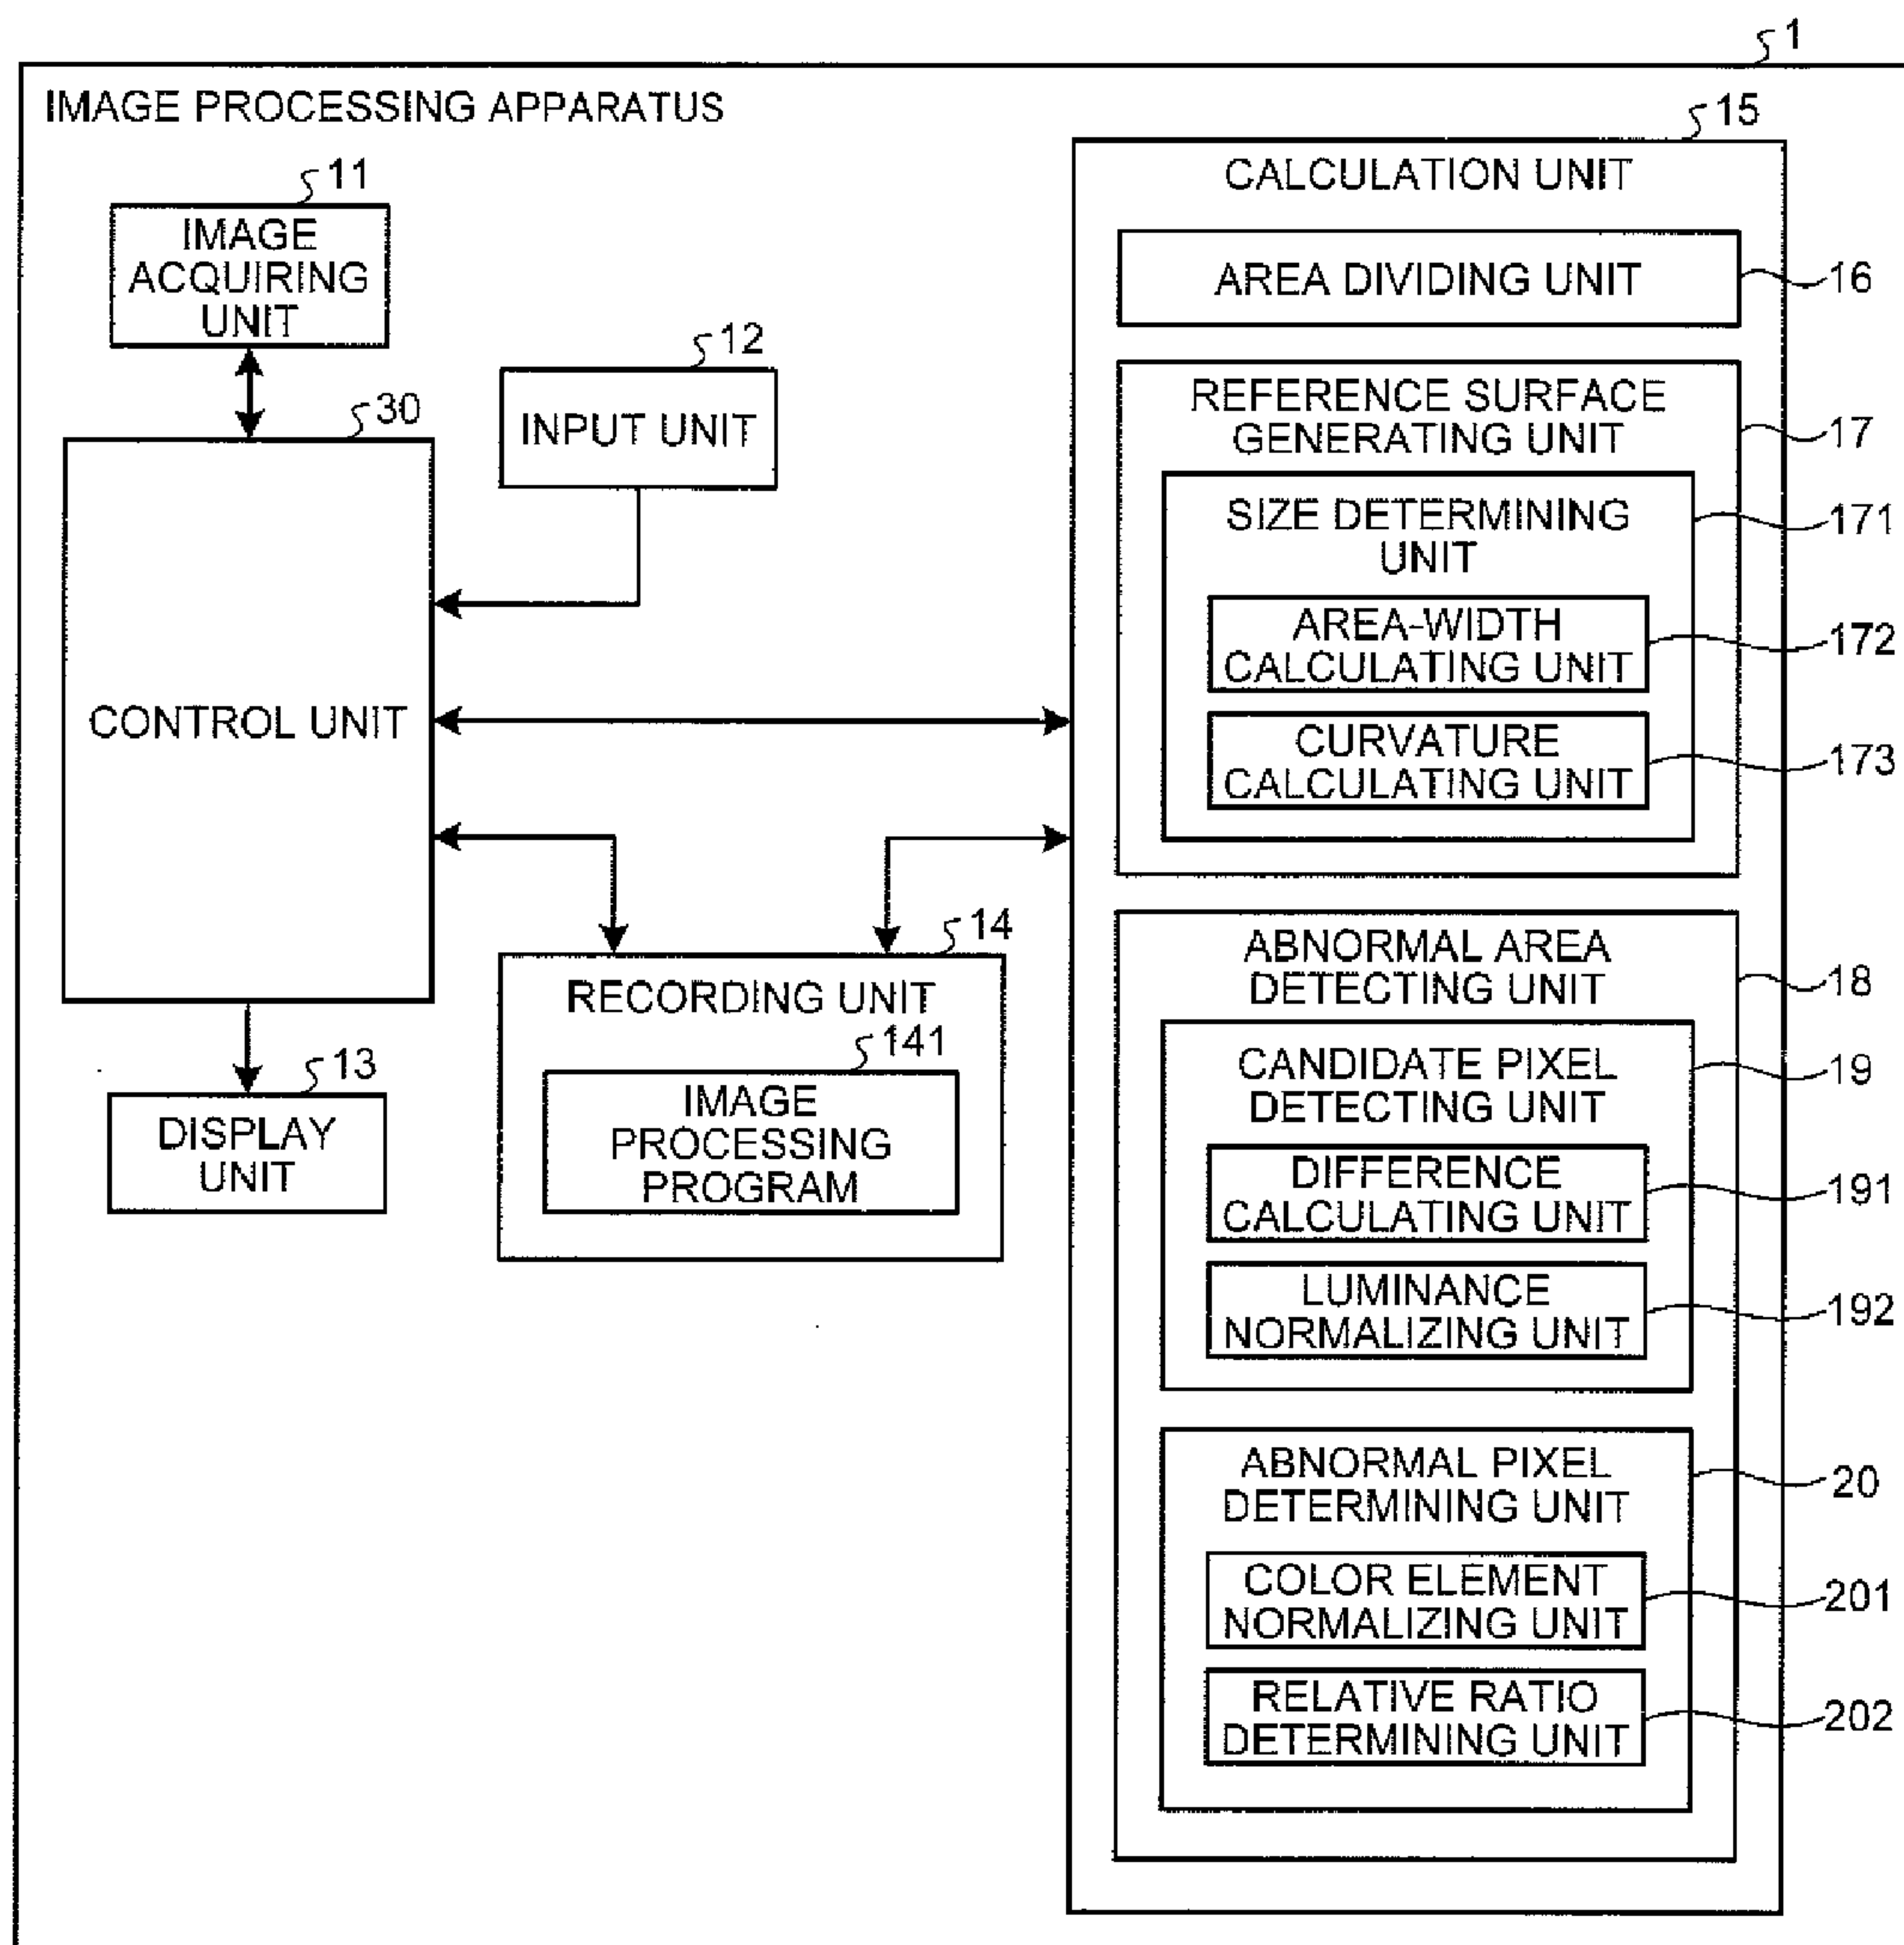 1
IMAGE PROCESSING APPARATUS
11
IMAGE
ACQUIRING
UNIT
12
INPUT UNIT
30
CONTROL UNIT
13
DISPLAY
UNIT
14
RECORDING UNIT
141
IMAGE
PROCESSING
PROGRAM
15
CALCULATION UNIT
AREA DIVIDING UNIT
16
REFERENCE SURFACE
GENERATING UNIT
17
SIZE DETERMINING
UNIT
171
AREA-WIDTH
CALCULATING UNIT
172
CURVATURE
CALCULATING UNIT
173
ABNORMAL AREA
DETECTING UNIT
18
CANDIDATE PIXEL
DETECTING UNIT
19
DIFFERENCE
CALCULATING UNIT
191
LUMINANCE
NORMALIZING UNIT
192
ABNORMAL PIXEL
DETERMINING UNIT
20
COLOR ELEMENT
NORMALIZING UNIT
201
RELATIVE RATIO
DETERMINING UNIT
202